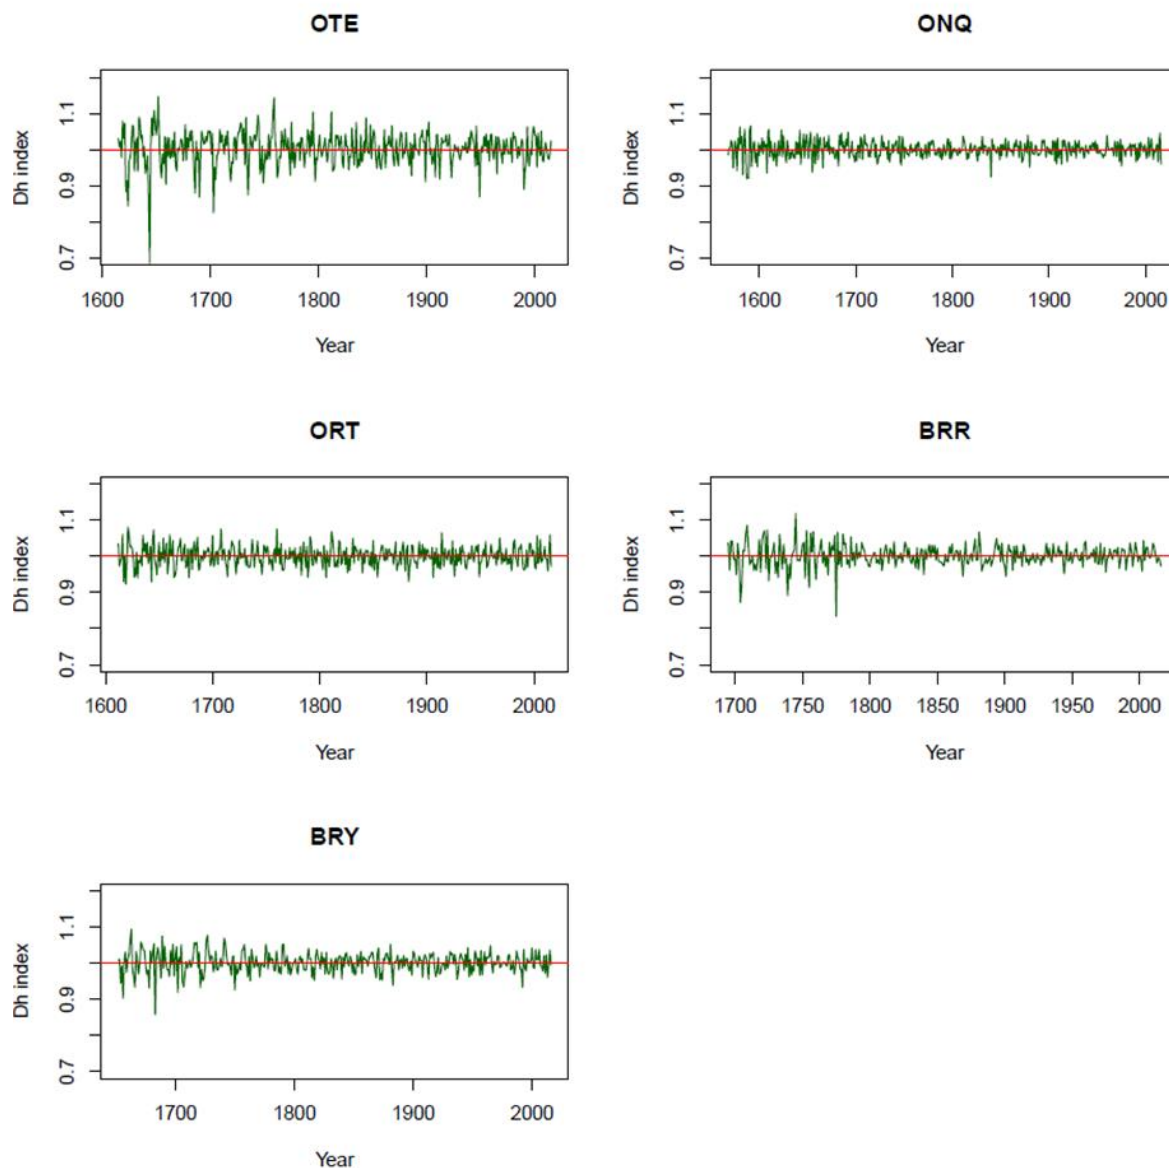 OTE
Dh index
1.1
0.9
0.7
1600 1700 1800 1900 2000
Year
ONQ
Dh index
1.1
0.9
0.7
1600 1700 1800 1900 2000
Year
ORT
Dh index
1.1
0.9
0.7
1600 1700 1800 1900 2000
Year
BRR
Dh index
1.1
0.9
0.7
1700 1750 1800 1850 1900 1950 2000
Year
BRY
Dh index
1.1
0.9
0.7
1700 1800 1900 2000
Year